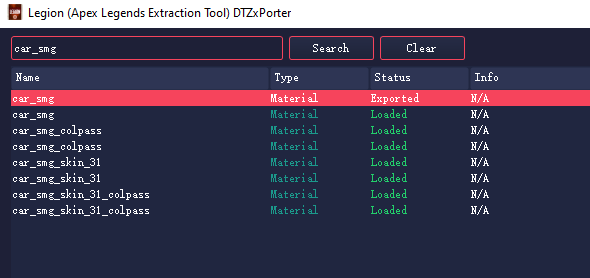 Legion (Apex Legends Extraction Tool) DTZxPorter
car_smg Search Clear
Name Type Status Info
car_smg Material Exported N/A
car_smg Material Loaded N/A
car_smg_colpass Material Loaded N/A
car_smg_colpass Material Loaded N/A
car_smg_skin_31 Material Loaded N/A
car_smg_skin_31 Material Loaded N/A
car_smg_skin_31_colpass Material Loaded N/A
car_smg_skin_31_colpass Material Loaded N/A